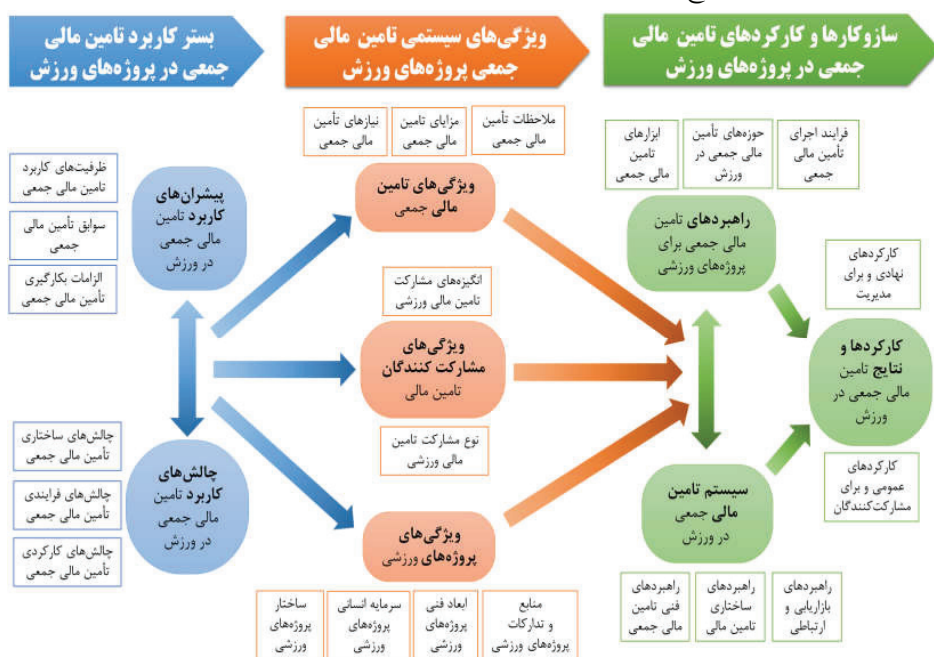 بستر کاربرد تامین مالی
جمعی در پروژه‌های ورزش
ویژگی‌های سیستمی تامین مالی
جمعی پروژه‌های ورزش
سازوکارها و کارکردهای تامین مالی
جمعی در پروژه‌های ورزش
ظرفیت‌های کاربرد
تامین مالی جمعی
سوابق تأمین مالی
جمعی
الزامات بکارگیری
تأمین مالی جمعی
پیشران‌های
کاربرد تامین
مالی جمعی
در ورزش
چالش‌های ساختاری
تأمین مالی جمعی
چالش‌های فرایندی
تأمین مالی جمعی
چالش‌های کارکردی
تأمین مالی جمعی
چالش‌های
کاربرد تامین
مالی جمعی
در ورزش
نیازهای تأمین
مالی جمعی
مزایای تامین
مالی جمعی
ملاحظات تأمین
مالی جمعی
ویژگی‌های تامین
مالی جمعی
انگیزه‌های مشارکت
تامین مالی ورزشی
ویژگی‌های
مشارکت کنندگان
تامین مالی
نوع مشارکت تامین
مالی ورزشی
ویژگی‌های
پروژه‌های ورزشی
ساختار
پروژه‌های
ورزشی
سرمایه انسانی
پروژه‌های
ورزشی
ابعاد فنی
پروژه‌های
ورزشی
منابع
و تدارکات
پروژه‌های ورزشی
ابزارهای
تامین
مالی جمعی
حوزه‌های تأمین
مالی جمعی در
ورزش
فرایند اجرای
تأمین مالی
جمعی
راهبردهای تامین
مالی جمعی برای
پروژه‌های ورزشی
کارکردهای
نهادی و برای
مدیریت
کارکردها و
نتایج تامین
مالی جمعی در
ورزش
کارکردهای
عمومی و برای
مشارکت‌کنندگان
سیستم تامین
مالی جمعی
در ورزش
راهبردهای
فنی تامین
مالی جمعی
راهبردهای
ساختاری
تامین مالی
راهبردهای
بازاریابی و
ارتباطی